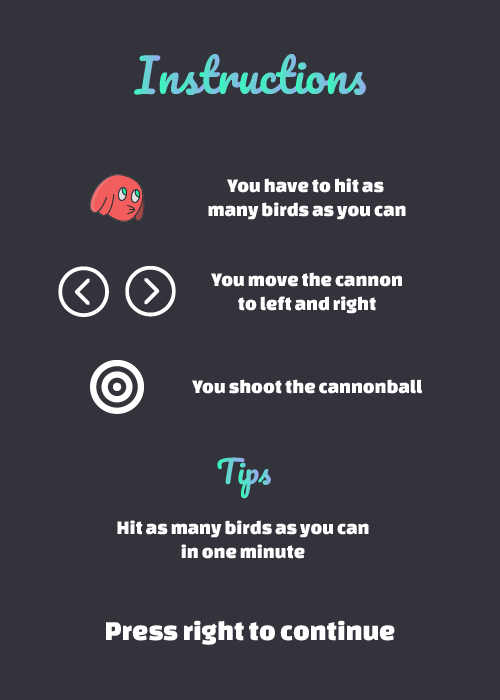 Instructions
You have to hit as
many birds as you can
You move the cannon
to left and right
You shoot the cannonball
Tips
Hit as many birds as you can
in one minute
Press right to continue